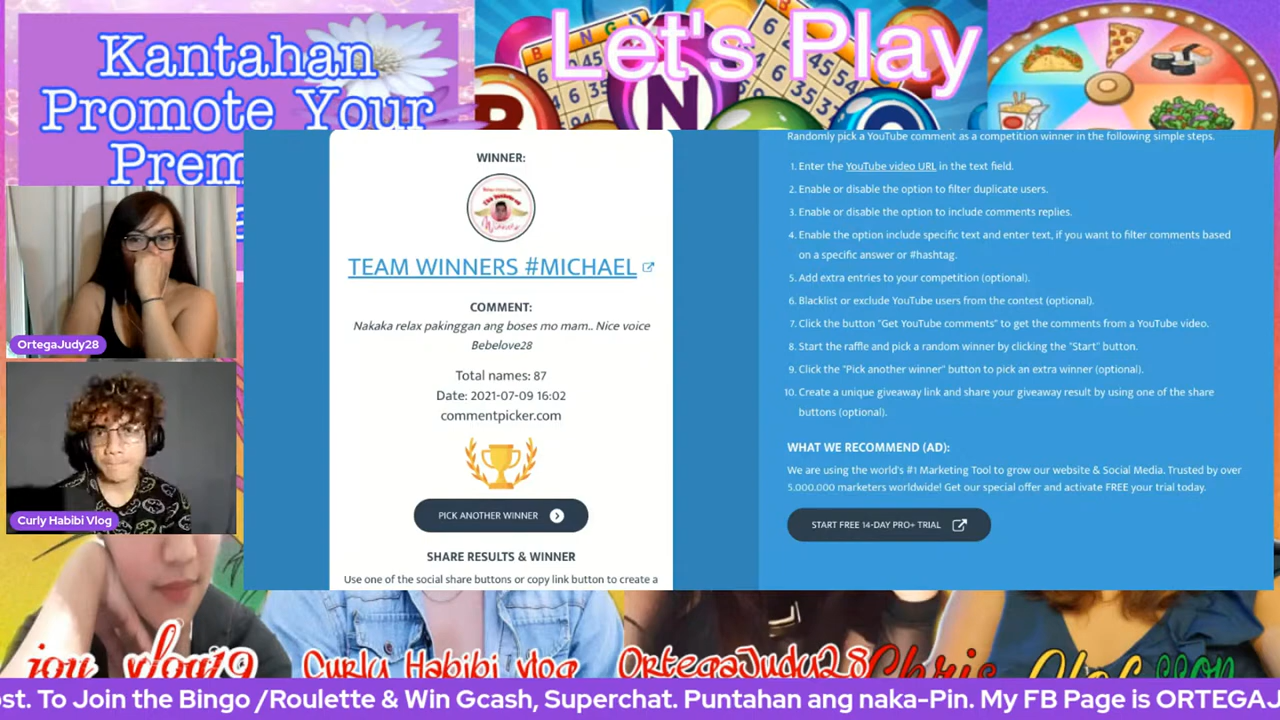 Kantahan
Promote Your
Prem
Let's Play
B I N G
N
WINNER:
TEAM WINNERS #MICHAEL
COMMENT:
Nakaka relax pakinggan ang boses mo mam.. Nice voice
Bebelove28
Total names: 87
Date: 2021-07-09 16:02
commentpicker.com
PICK ANOTHER WINNER
SHARE RESULTS & WINNER
Use one of the social share buttons or copy link button to create a
Randomly pick a YouTube comment as a competition winner in the following simple steps.
1. Enter the YouTube video URL in the text field.
2. Enable or disable the option to filter duplicate users.
3. Enable or disable the option to include comments replies.
4. Enable the option include specific text and enter text, if you want to filter comments based
on a specific answer or #hashtag.
5. Add extra entries to your competition (optional).
6. Blacklist or exclude YouTube users from the contest (optional).
7. Click the button "Get YouTube comments" to get the comments from a YouTube video.
8. Start the raffle and pick a random winner by clicking the "Start" button.
9. Click the "Pick another winner" button to pick an extra winner (optional).
10. Create a unique giveaway link and share your giveaway result by using one of the share
buttons (optional).
WHAT WE RECOMMEND (AD):
We are using the world's #1 Marketing Tool to grow our website & Social Media. Trusted by over
5.000.000 marketers worldwide! Get our special offer and activate FREE your trial today.
START FREE 14-DAY PRO+ TRIAL
OrtegaJudy28
Curly Habibi Vlog
joy vlog19
Curly Habibi vlog
OrtegaJudy28
Chris
st. To Join the Bingo /Roulette & Win Gcash, Superchat. Puntahan ang naka-Pin. My FB Page is ORTEGAJ